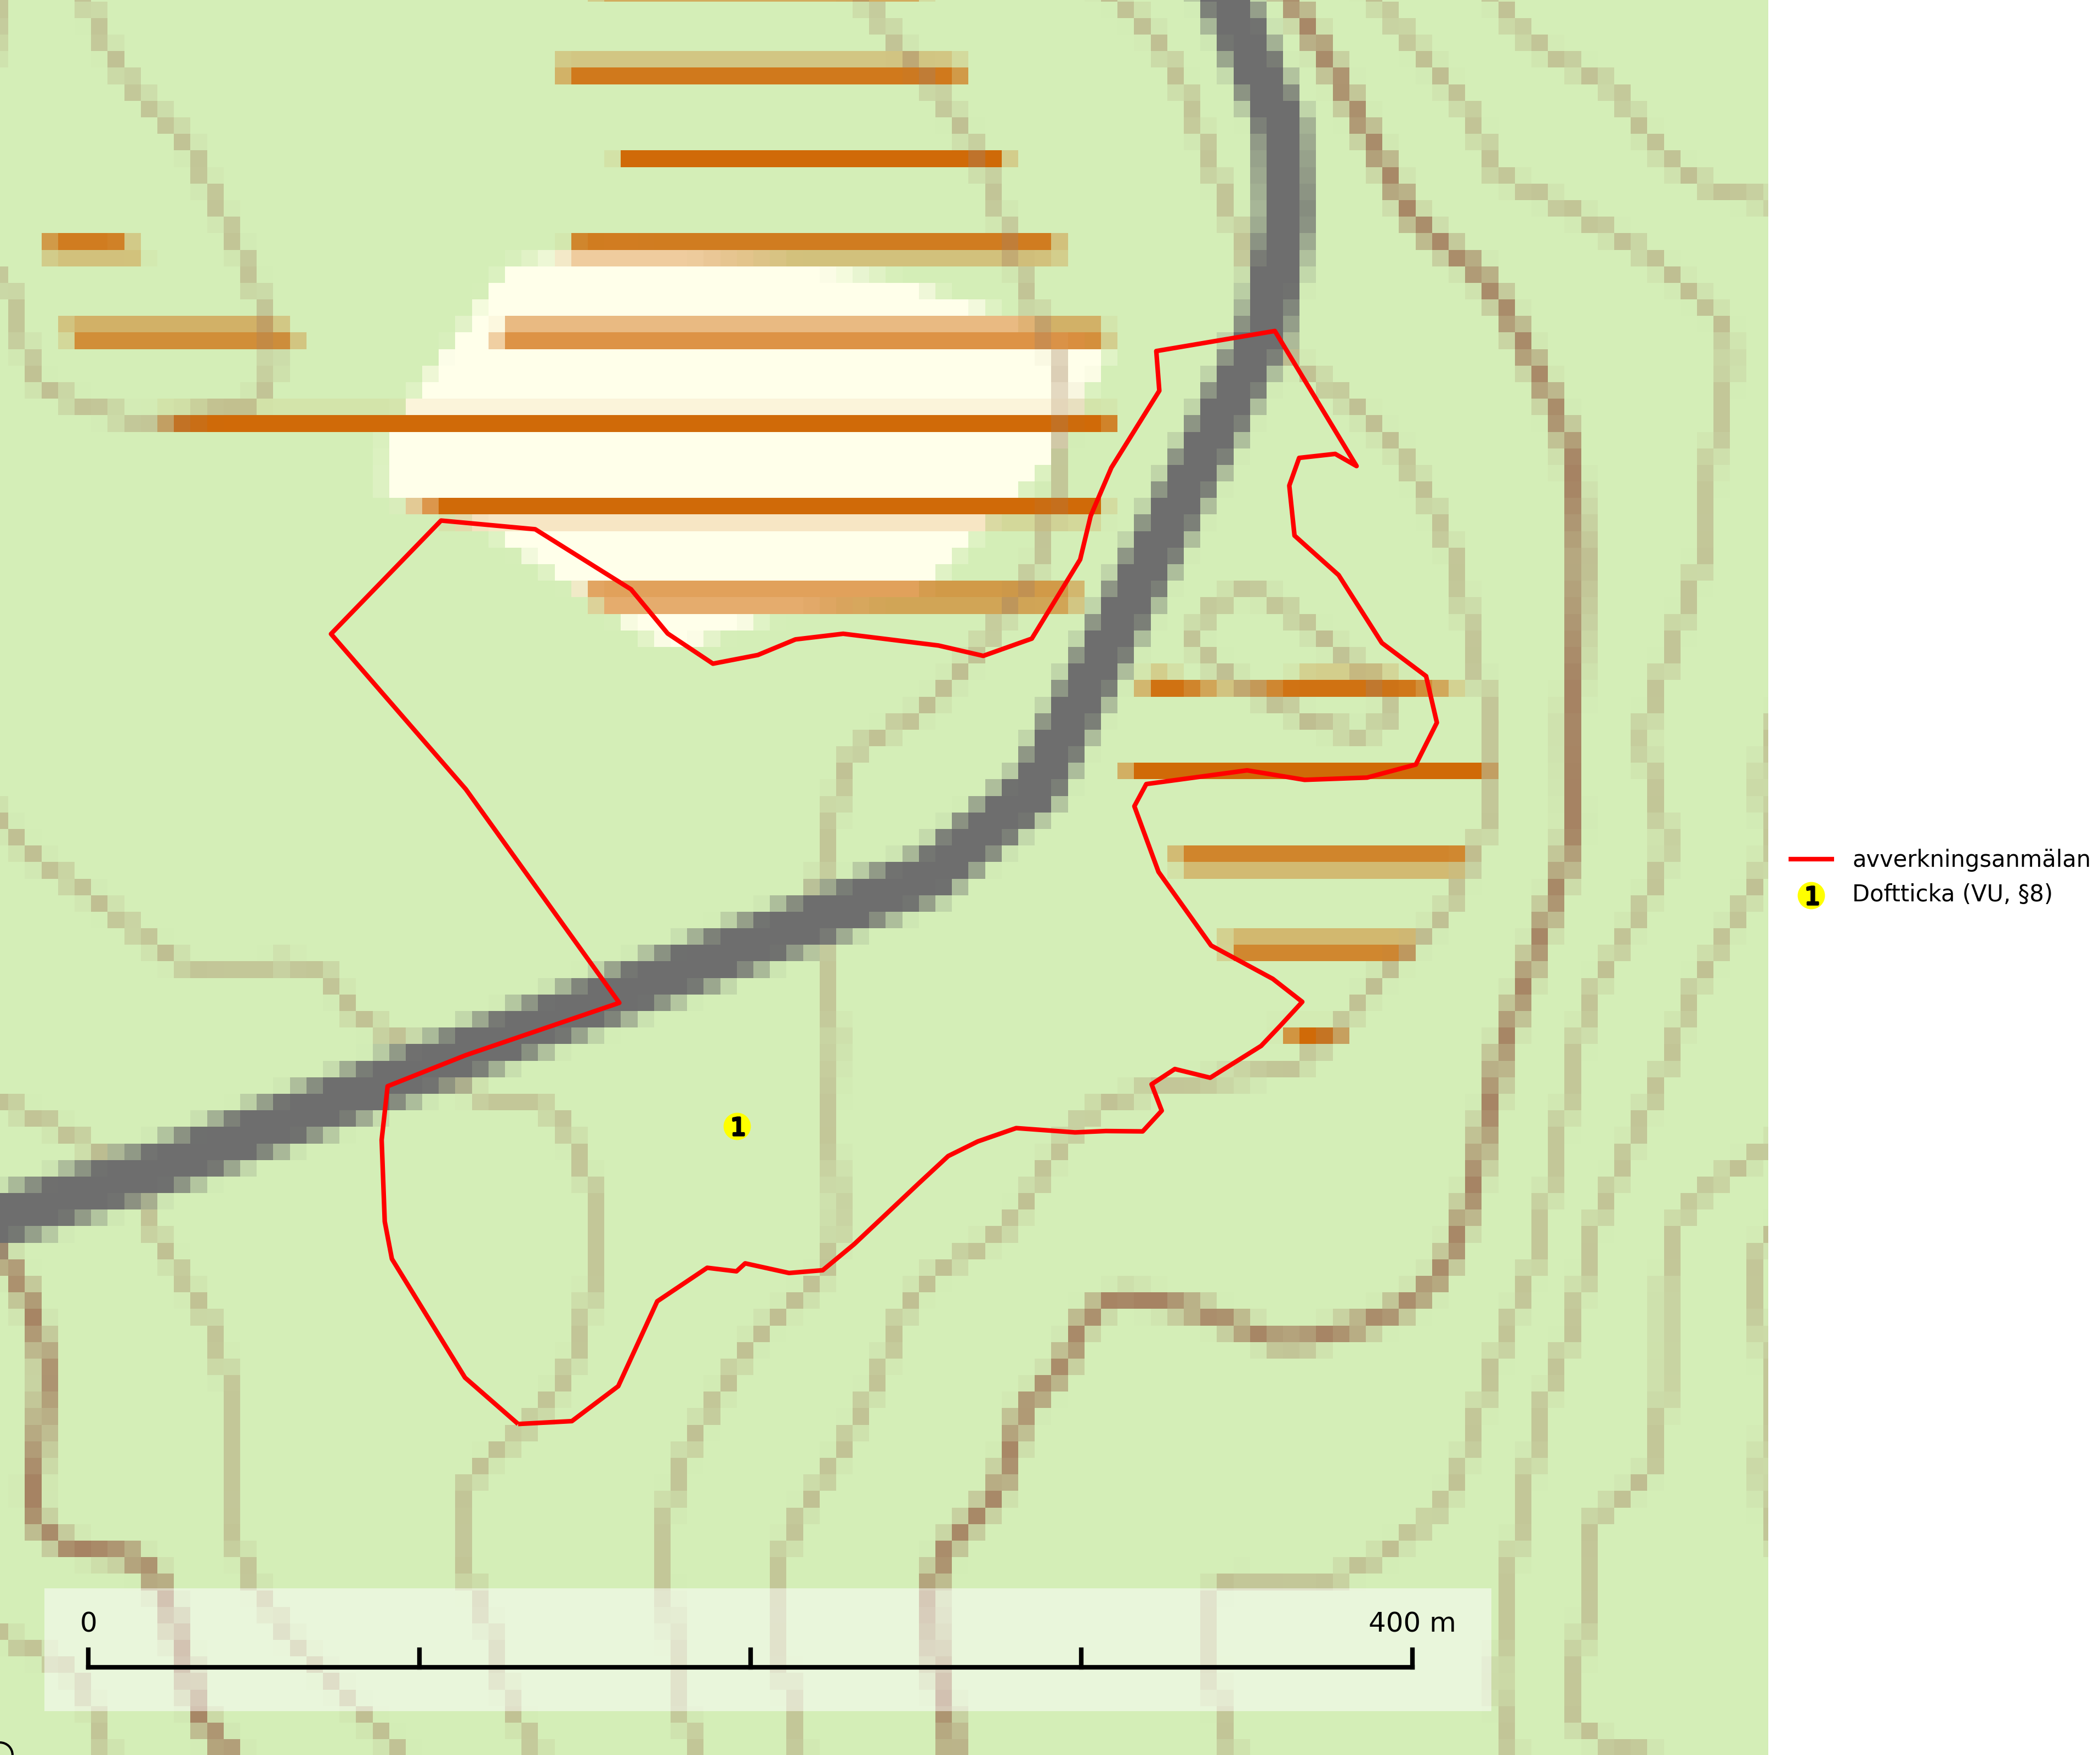 avverkningsanmälan
1 Doftticka (VU, §8)
1
0 400 m